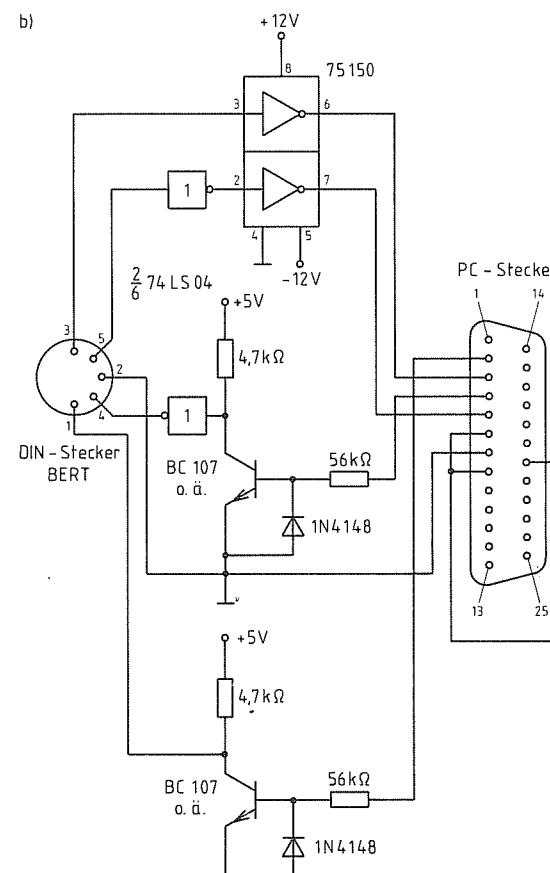 b)
+12V
8
75150
3
6
1
2
7
4
5
-12V
2/6 74 LS 04
PC - Stecke
1
14
+5V
4,7kΩ
3
5
2
4
1
1
DIN - Stecker
BERT
BC 107
o. ä.
56kΩ
1N4148
13
25
+5V
4,7kΩ
BC 107
o. ä.
56kΩ
1N4148